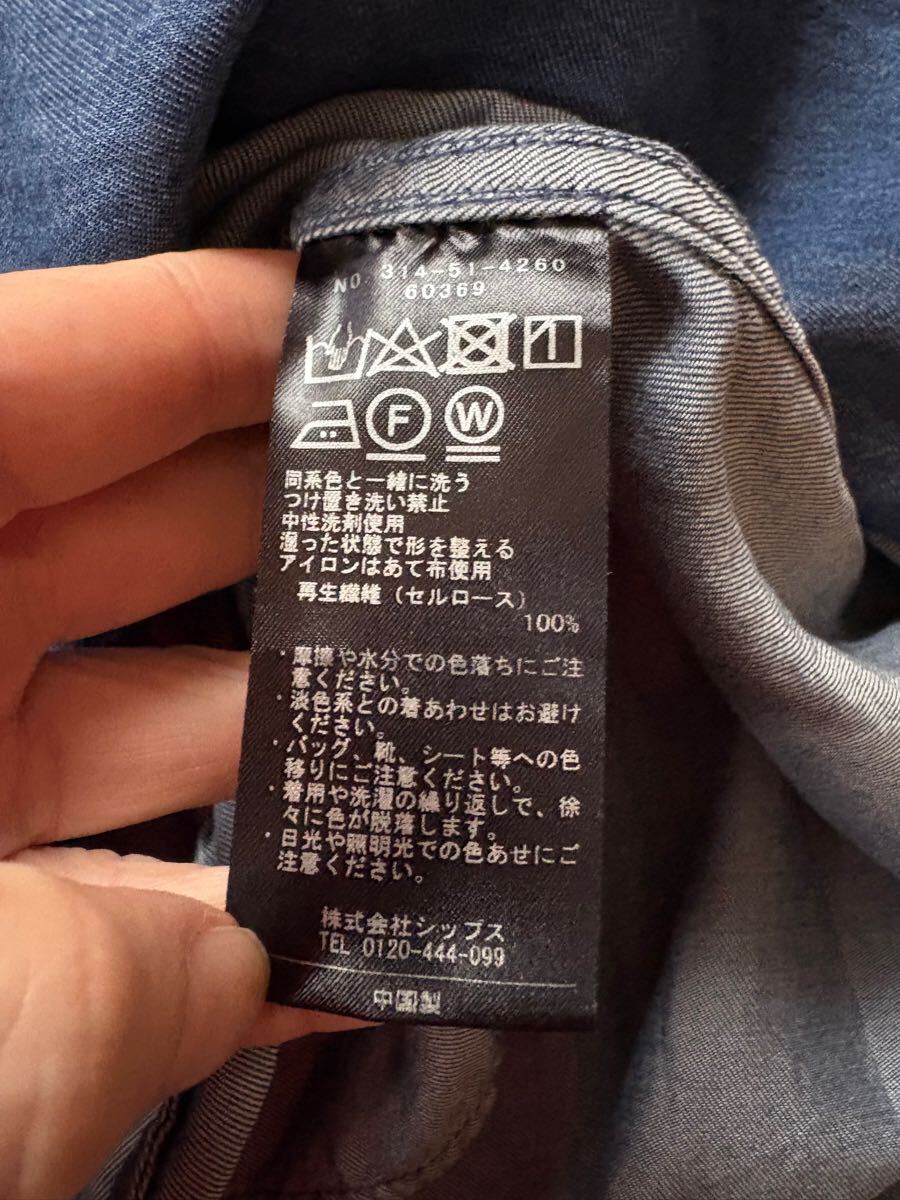 NO. 314-51-4260
60369
F W
同系色と一緒に洗う
つけ置き洗い禁止
中性洗剤使用
湿った状態で形を整える
アイロンはあて布使用
再生繊維（セルロース）
100%
・摩擦や水分での色落ちにご注
意ください。
・淡色系との着あわせはお避け
ください。
・バッグ、靴、シート等への色
移りにご注意ください。
・着用や洗濯の繰り返しで、徐
々に色が脱落します。
・日光や照明光での色あせにご
注意ください。
株式会社シップス
TEL 0120-444-099
中国製